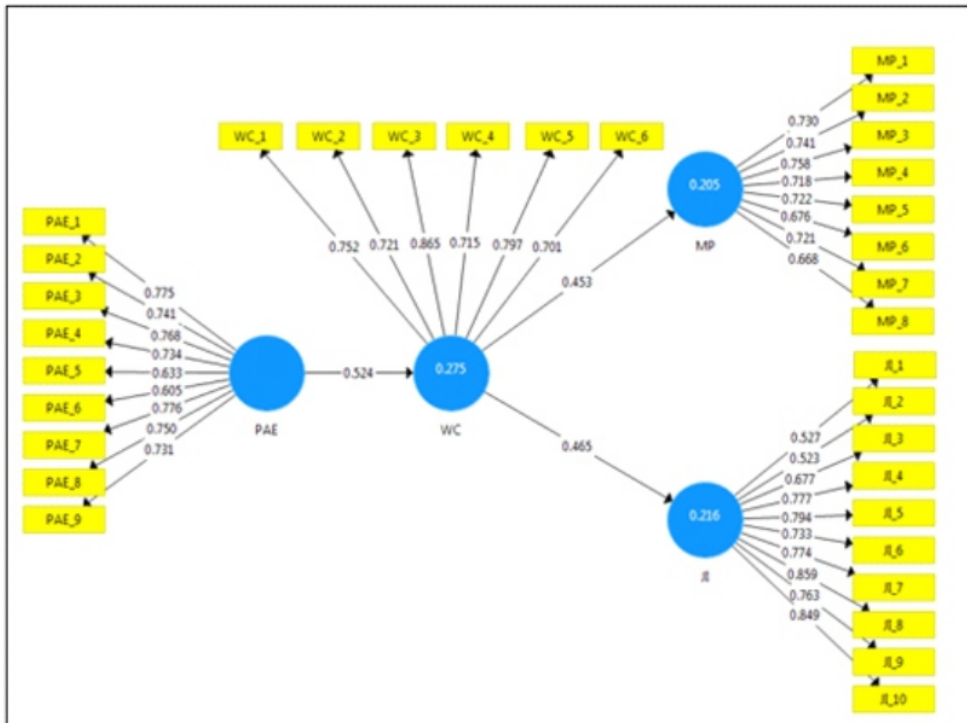 PAE_1
PAE_2
PAE_3
PAE_4
PAE_5
PAE_6
PAE_7
PAE_8
PAE_9
0.775
0.741
0.768
0.734
0.633
0.605
0.776
0.750
0.731
PAE
0.524
WC_1 WC_2 WC_3 WC_4 WC_5 WC_6
0.752 0.721 0.865 0.715 0.797 0.701
0.275
WC
0.453
0.465
0.205
MP
0.730
0.741
0.758
0.718
0.722
0.676
0.721
0.668
MP_1
MP_2
MP_3
MP_4
MP_5
MP_6
MP_7
MP_8
0.216
JI
0.527
0.523
0.677
0.777
0.794
0.733
0.774
0.859
0.763
0.849
JI_1
JI_2
JI_3
JI_4
JI_5
JI_6
JI_7
JI_8
JI_9
JI_10